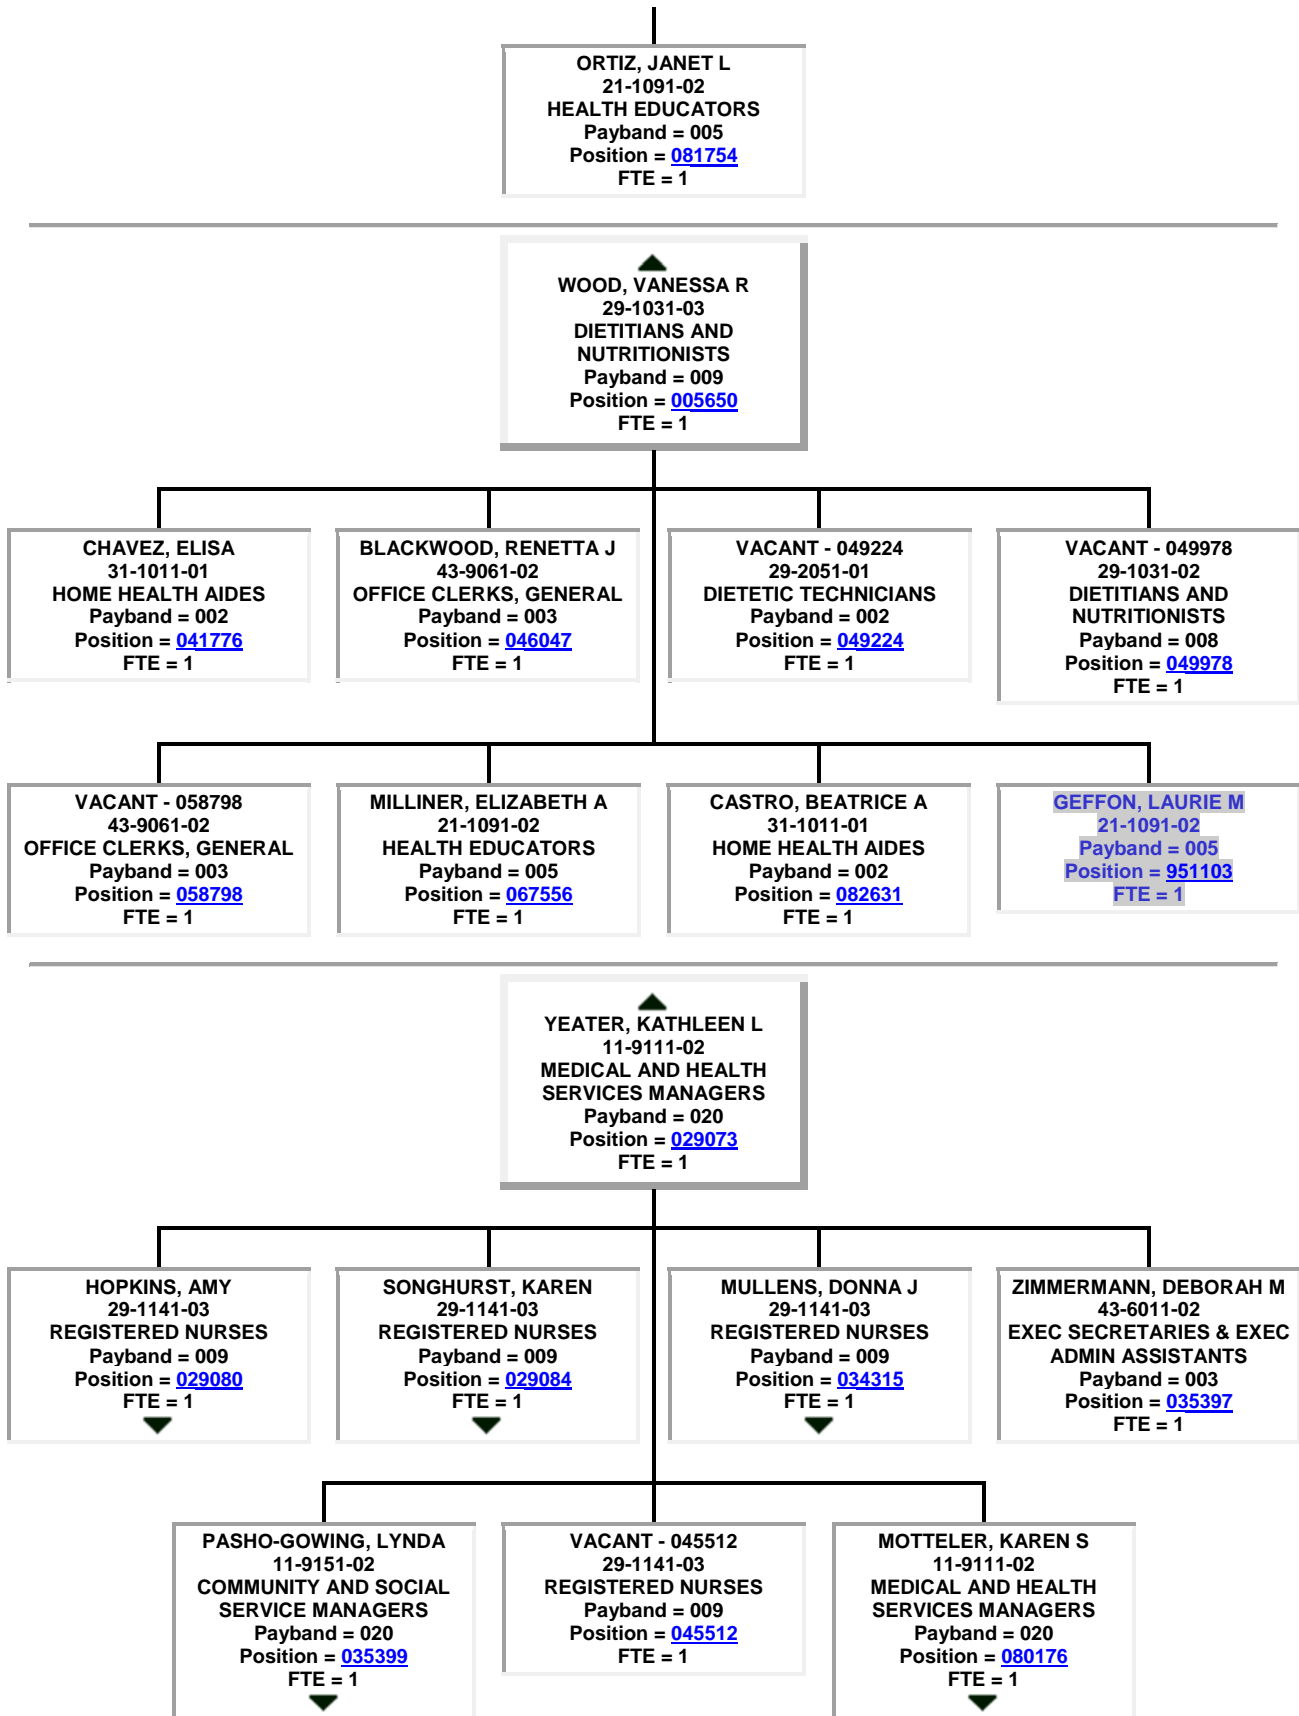 ORTIZ, JANET L
21-1091-02
HEALTH EDUCATORS
Payband = 005
Position = 081754
FTE = 1
WOOD, VANESSA R
29-1031-03
DIETITIANS AND
NUTRITIONISTS
Payband = 009
Position = 005650
FTE = 1
CHAVEZ, ELISA
31-1011-01
HOME HEALTH AIDES
Payband = 002
Position = 041776
FTE = 1
BLACKWOOD, RENETTA J
43-9061-02
OFFICE CLERKS, GENERAL
Payband = 003
Position = 046047
FTE = 1
VACANT - 049224
29-2051-01
DIETETIC TECHNICIANS
Payband = 002
Position = 049224
FTE = 1
VACANT - 049978
29-1031-02
DIETITIANS AND
NUTRITIONISTS
Payband = 008
Position = 049978
FTE = 1
VACANT - 058798
43-9061-02
OFFICE CLERKS, GENERAL
Payband = 003
Position = 058798
FTE = 1
MILLINER, ELIZABETH A
21-1091-02
HEALTH EDUCATORS
Payband = 005
Position = 067556
FTE = 1
CASTRO, BEATRICE A
31-1011-01
HOME HEALTH AIDES
Payband = 002
Position = 082631
FTE = 1
GEFFON, LAURIE M
21-1091-02
Payband = 005
Position = 951103
FTE = 1
YEATER, KATHLEEN L
11-9111-02
MEDICAL AND HEALTH
SERVICES MANAGERS
Payband = 020
Position = 029073
FTE = 1
HOPKINS, AMY
29-1141-03
REGISTERED NURSES
Payband = 009
Position = 029080
FTE = 1
SONGHURST, KAREN
29-1141-03
REGISTERED NURSES
Payband = 009
Position = 029084
FTE = 1
MULLENS, DONNA J
29-1141-03
REGISTERED NURSES
Payband = 009
Position = 034315
FTE = 1
ZIMMERMANN, DEBORAH M
43-6011-02
EXEC SECRETARIES & EXEC
ADMIN ASSISTANTS
Payband = 003
Position = 035397
FTE = 1
PASHO-GOWING, LYNDA
11-9151-02
COMMUNITY AND SOCIAL
SERVICE MANAGERS
Payband = 020
Position = 035399
FTE = 1
VACANT - 045512
29-1141-03
REGISTERED NURSES
Payband = 009
Position = 045512
FTE = 1
MOTTELER, KAREN S
11-9111-02
MEDICAL AND HEALTH
SERVICES MANAGERS
Payband = 020
Position = 080176
FTE = 1